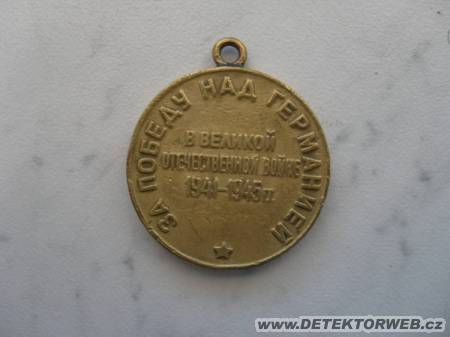 ЗА ПОБЕДУ НАД ГЕРМАНИЕЙ
В ВЕЛИКОЙ
ОТЕЧЕСТВЕННОЙ ВОЙНЕ
1941-1945 гг.
www.DETEKTORWEB.cz